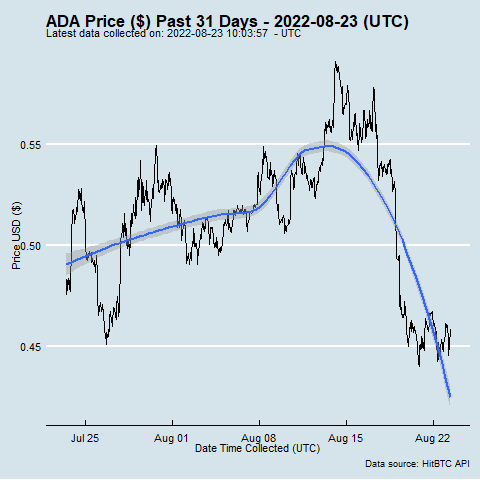 ADA Price ($) Past 31 Days - 2022-08-23 (UTC)
Latest data collected on: 2022-08-23 10:03:57 - UTC
Price USD ($)
0.55
0.50
0.45
Jul 25
Aug 01
Aug 08
Aug 15
Aug 22
Date Time Collected (UTC)
Data source: HitBTC API